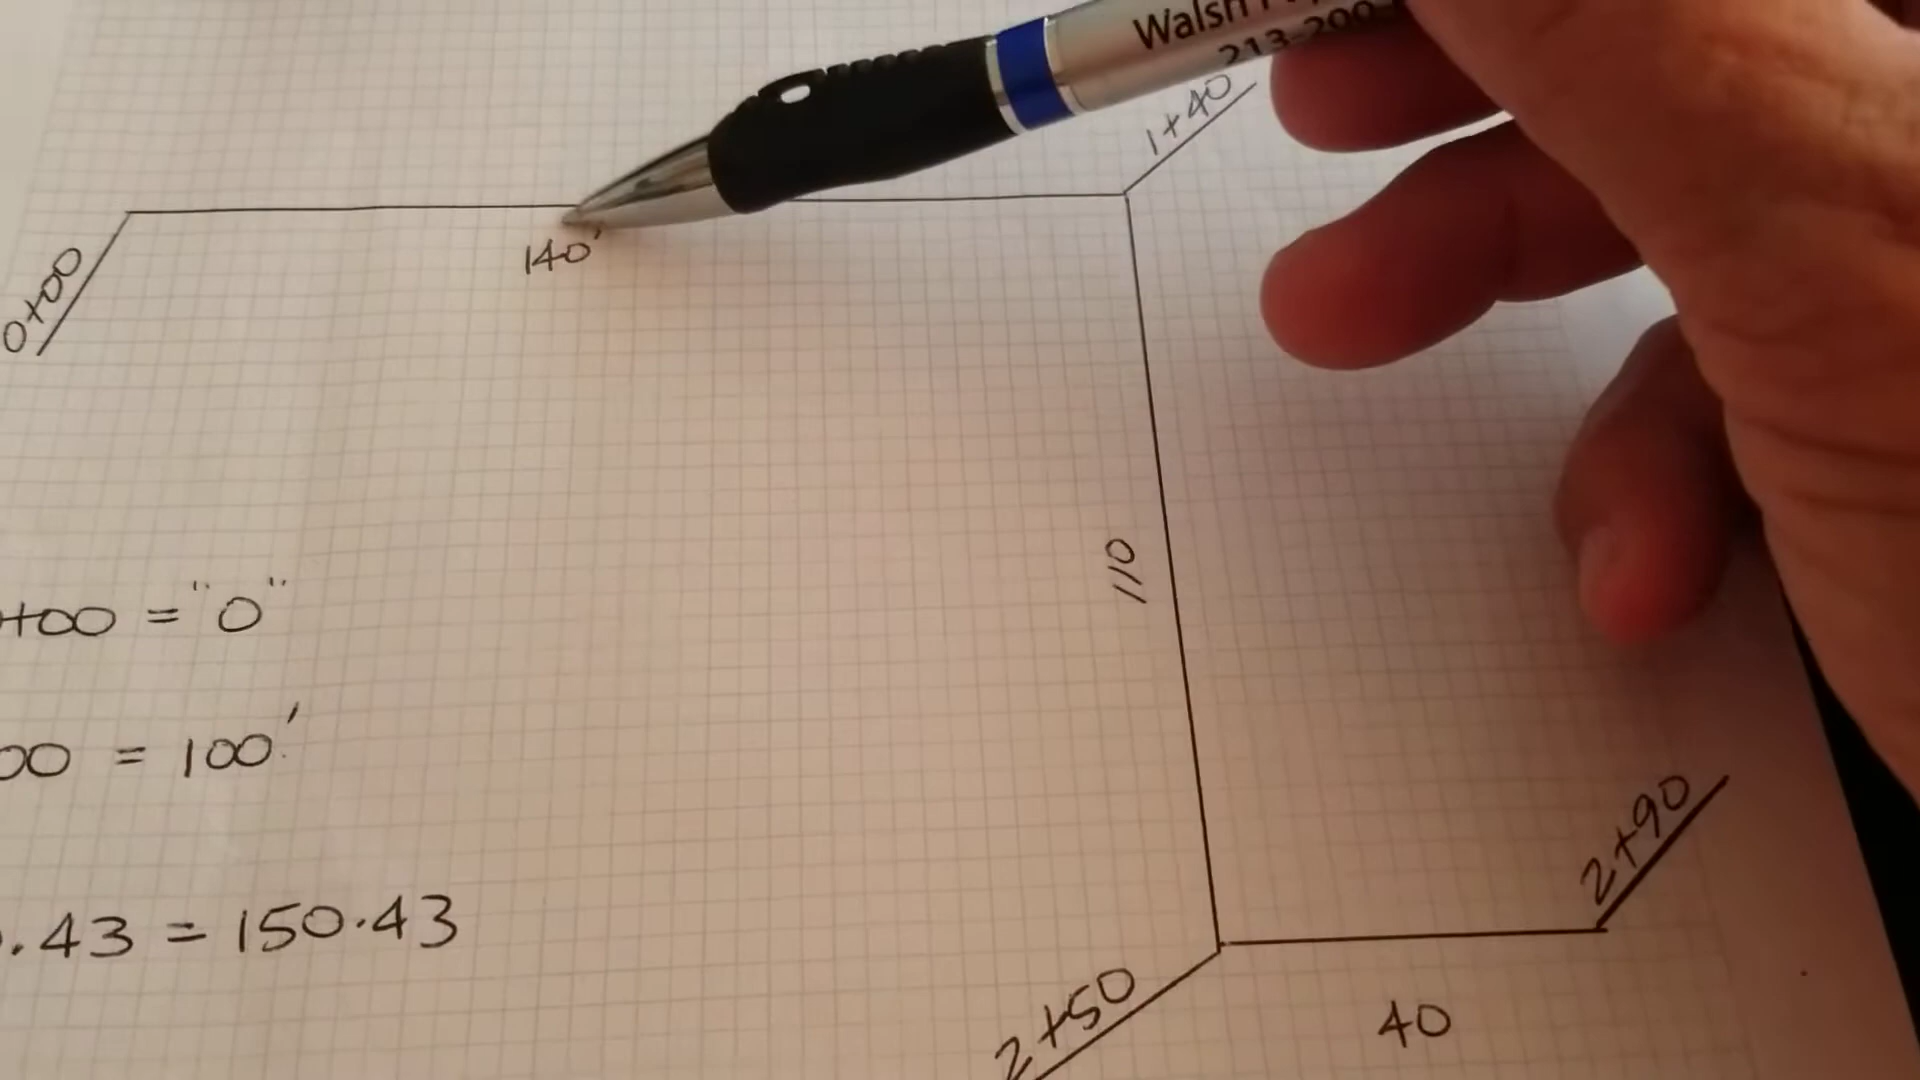 Walsh
213-200
1+40
0+00
140'
110
+00 = "0"
00 = 100'
2+90
.43 = 150.43
2+50
40